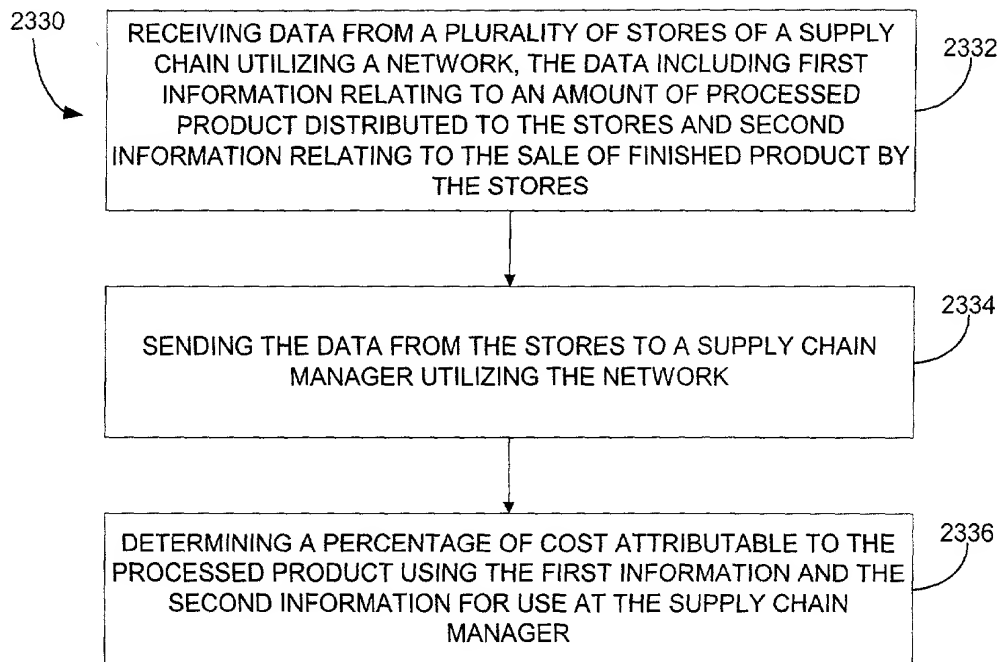 2330
RECEIVING DATA FROM A PLURALITY OF STORES OF A SUPPLY
CHAIN UTILIZING A NETWORK, THE DATA INCLUDING FIRST
INFORMATION RELATING TO AN AMOUNT OF PROCESSED
PRODUCT DISTRIBUTED TO THE STORES AND SECOND
INFORMATION RELATING TO THE SALE OF FINISHED PRODUCT BY
THE STORES
2332
SENDING THE DATA FROM THE STORES TO A SUPPLY CHAIN
MANAGER UTILIZING THE NETWORK
2334
DETERMINING A PERCENTAGE OF COST ATTRIBUTABLE TO THE
PROCESSED PRODUCT USING THE FIRST INFORMATION AND THE
SECOND INFORMATION FOR USE AT THE SUPPLY CHAIN
MANAGER
2336